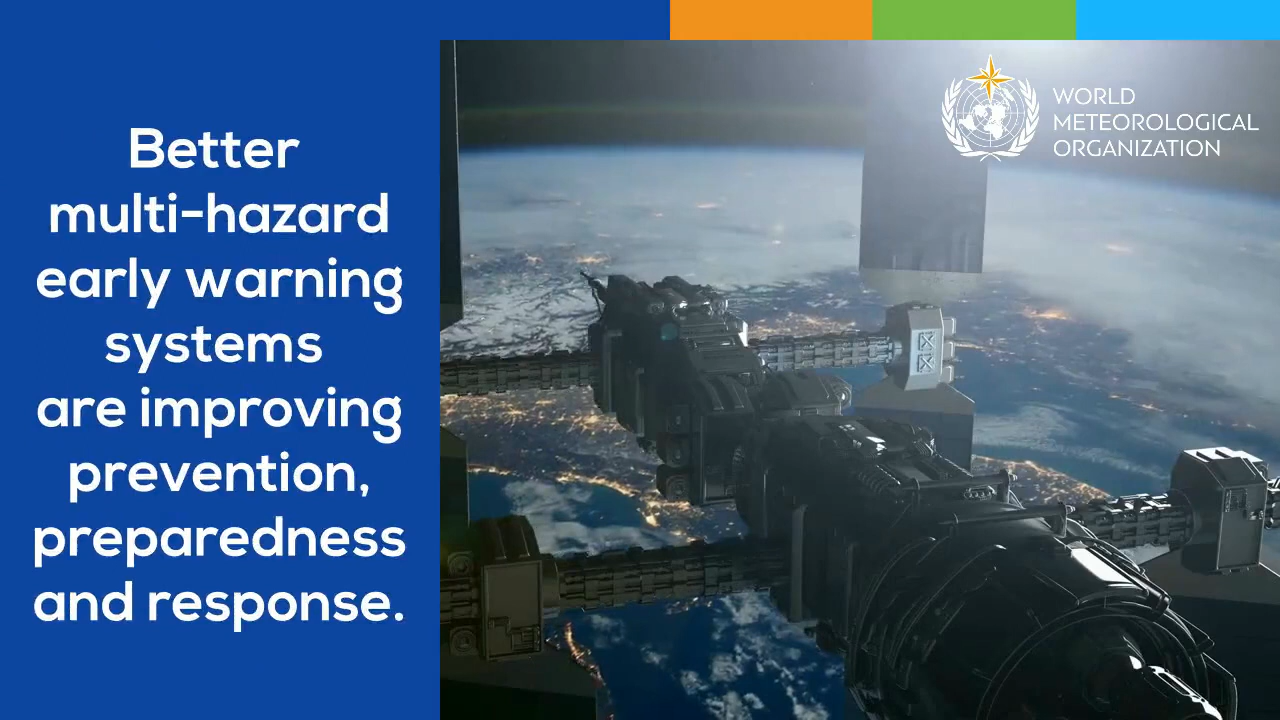 Better
multi-hazard
early warning
systems
are improving
prevention,
preparedness
and response.
WORLD
METEOROLOGICAL
ORGANIZATION